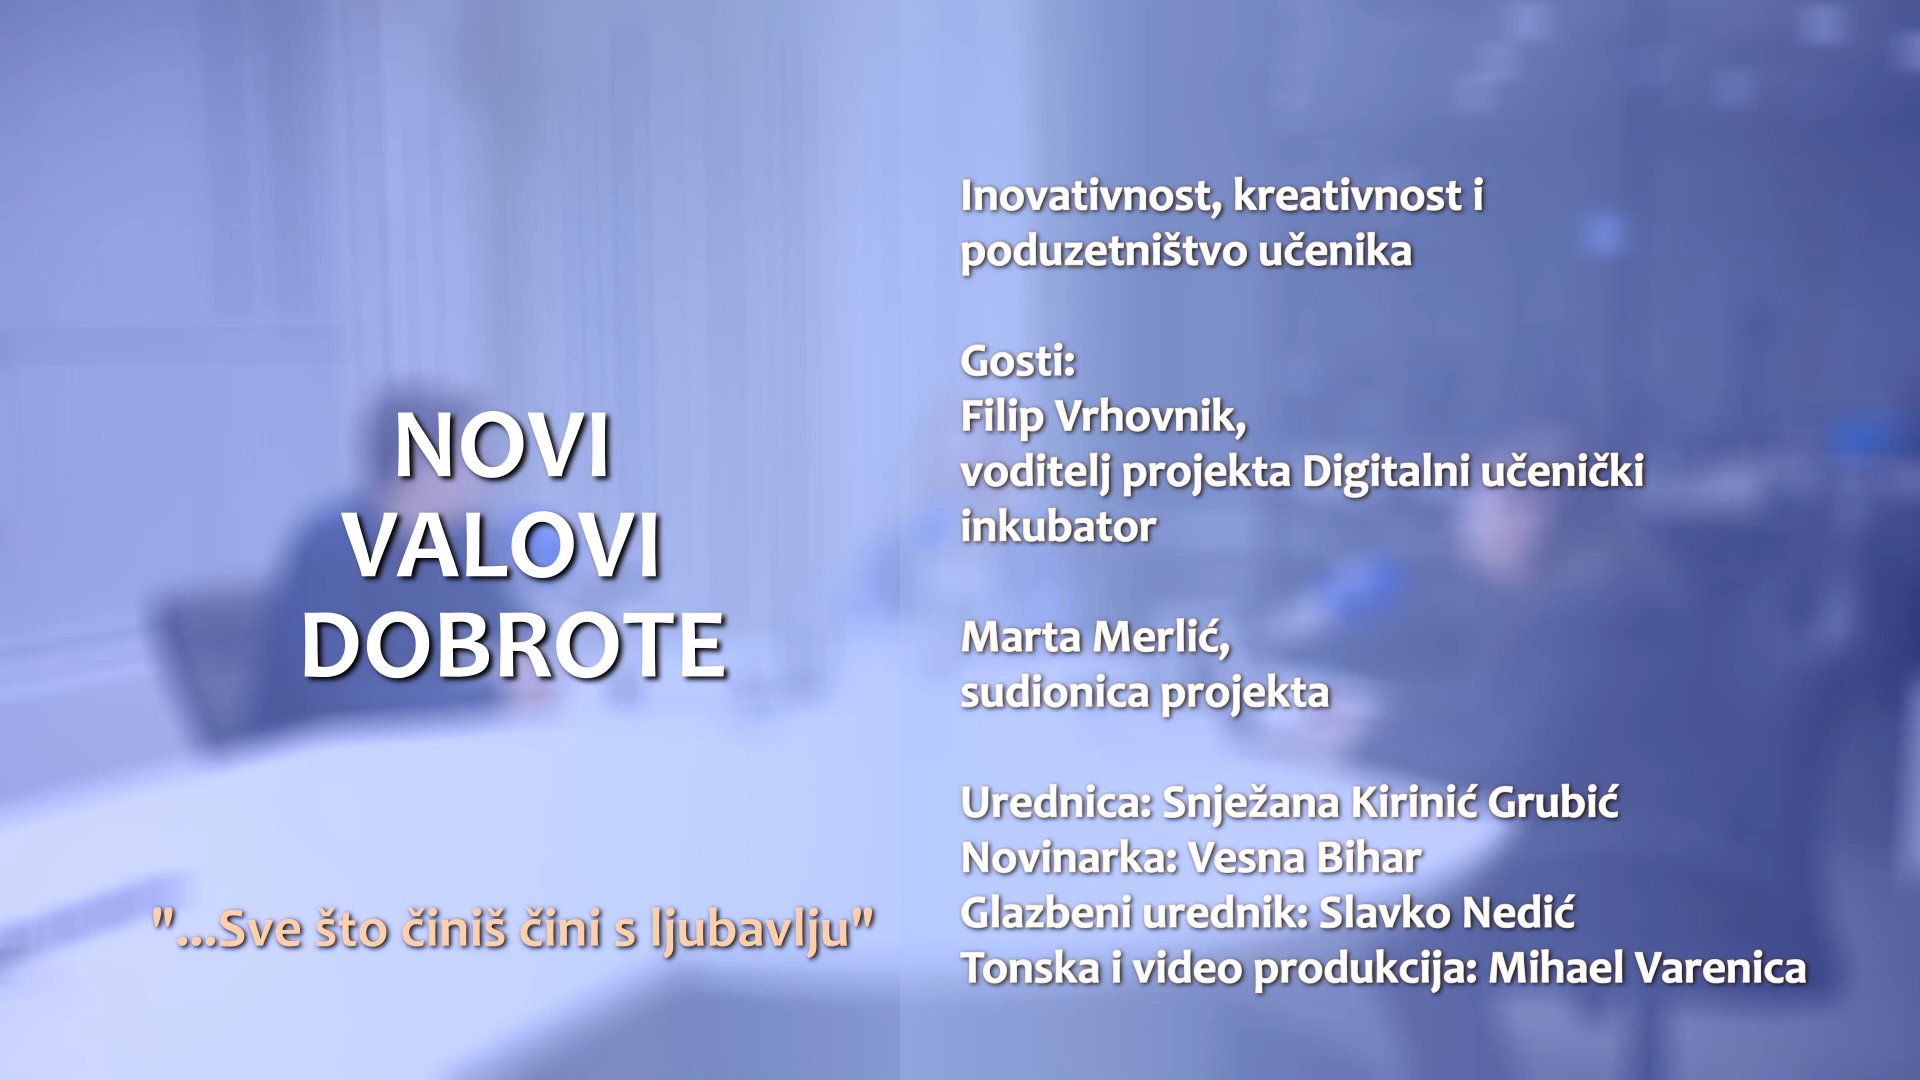 NOVI
VALOVI
DOBROTE
"...Sve što činiš čini s ljubavlju"
Inovativnost, kreativnost i
poduzetništvo učenika
Gosti:
Filip Vrhovnik,
voditelj projekta Digitalni učenički
inkubator
Marta Merlić,
sudionica projekta
Urednica: Snježana Kirinić Grubić
Novinarka: Vesna Bihar
Glazbeni urednik: Slavko Nedić
Tonska i video produkcija: Mihael Varenica